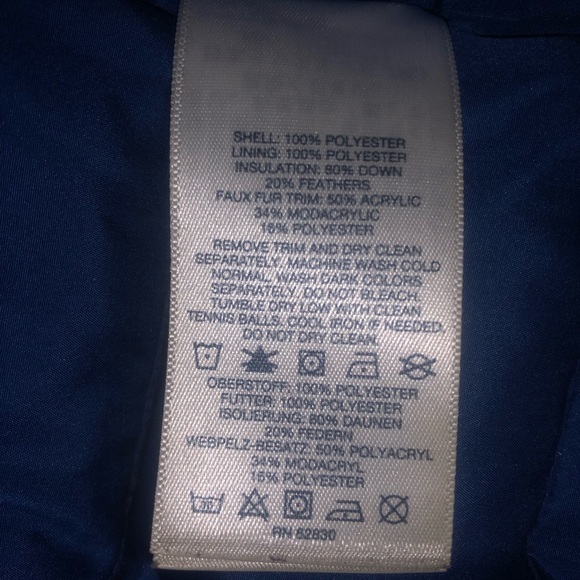 SHELL: 100% POLYESTER
LINING: 100% POLYESTER
INSULATION: 80% DOWN
20% FEATHERS
FAUX FUR TRIM: 50% ACRYLIC
34% MODACRYLIC
16% POLYESTER
REMOVE TRIM AND DRY CLEAN
SEPARATELY. MACHINE WASH COLD
NORMAL. WASH DARK COLORS
SEPARATELY. DO NOT BLEACH.
TUMBLE DRY LOW WITH CLEAN
TENNIS BALLS. COOL IRON IF NEEDED.
DO NOT DRY CLEAN.
OBERSTOFF: 100% POLYESTER
FUTTER: 100% POLYESTER
ISOLIERUNG: 80% DAUNEN
20% FEDERN
WEBPELZ-BESATZ: 50% POLYACRYL
34% MODACRYL
16% POLYESTER
30
RN 52830